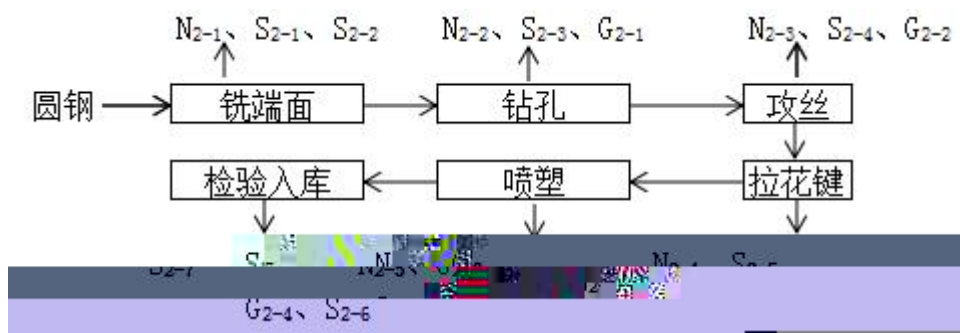 N₂₋₁、S₂₋₁、S₂₋₂ N₂₋₂、S₂₋₃、G₂₋₁ N₂₋₃、S₂₋₄、G₂₋₂
圆钢 铣端面 钻孔 攻丝
检验入库 喷塑 拉花键
G₂₋₄、S₂₋₆